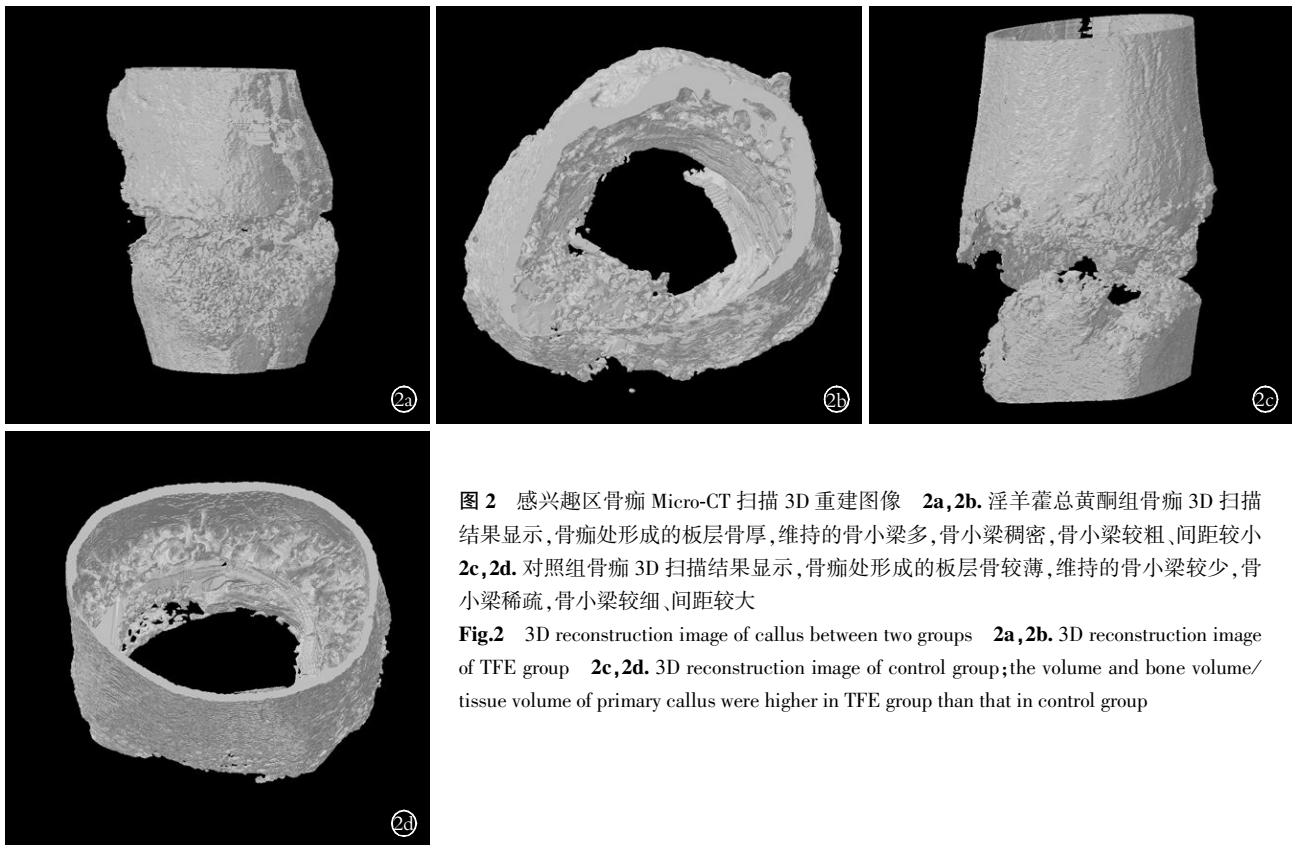 2a
2b
2c
2d
图 2 感兴趣区骨痂 Micro-CT 扫描 3D 重建图像 2a,2b. 淫羊藿总黄酮组骨痂 3D 扫描
结果显示,骨痂处形成的板层骨厚,维持的骨小梁多,骨小梁稠密,骨小梁较粗、间距较小
2c,2d. 对照组骨痂 3D 扫描结果显示,骨痂处形成的板层骨较薄,维持的骨小梁较少,骨
小梁稀疏,骨小梁较细、间距较大
Fig.2 3D reconstruction image of callus between two groups 2a,2b. 3D reconstruction image
of TFE group 2c,2d. 3D reconstruction image of control group;the volume and bone volume/
tissue volume of primary callus were higher in TFE group than that in control group